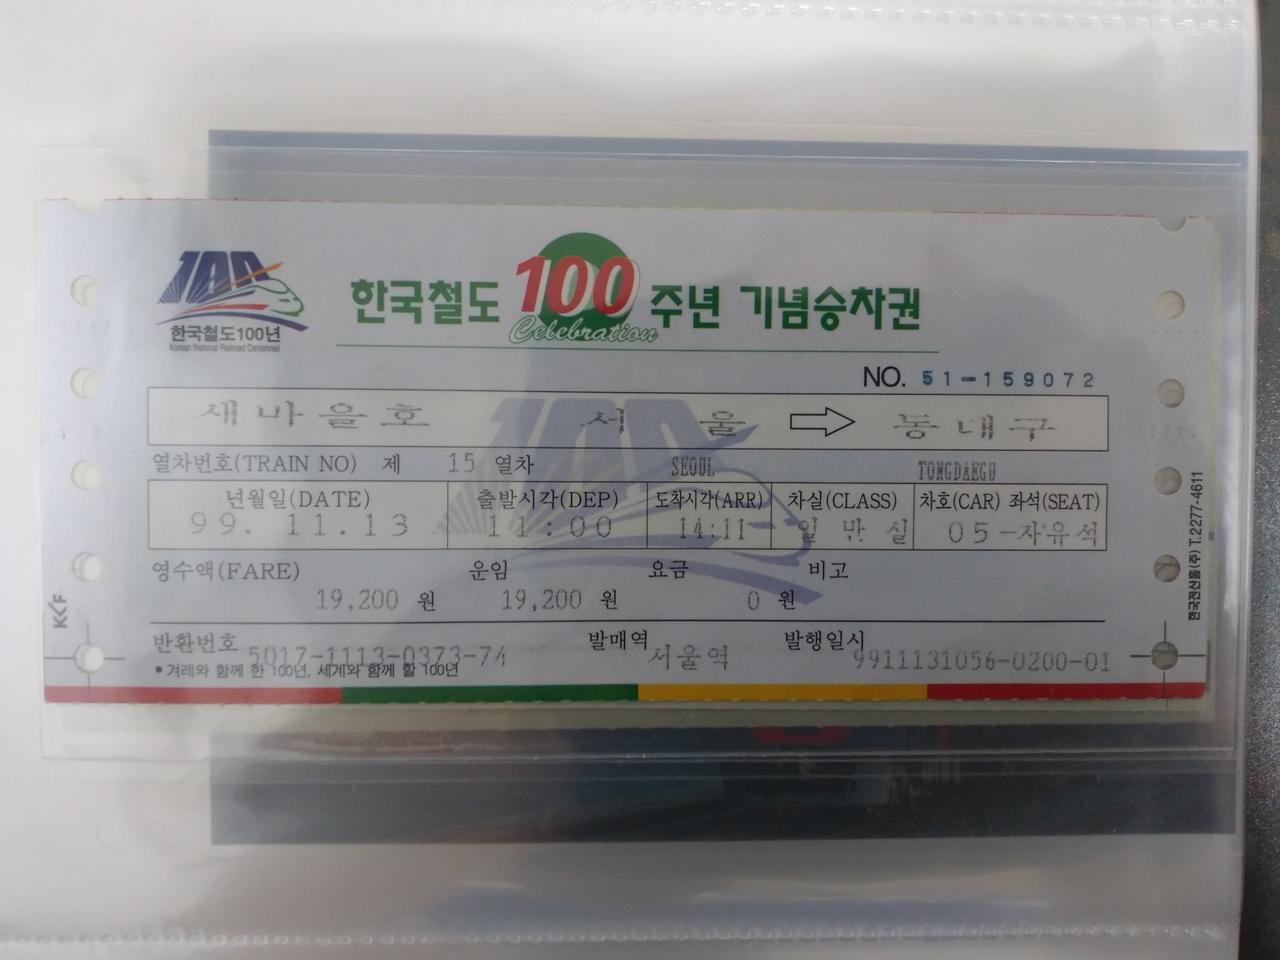 한국철도 100 주년 기념승차권
Celebration
100
한국철도100년
Korean National Railroad Centennial
NO. 51-159072
새마을호 서 울 ⇨ 동대구
열차번호(TRAIN NO) 제 15 열차 SEOUL TONGDAEGU
년월일(DATE) 출발시각(DEP) 도착시각(ARR) 차실(CLASS) 차호(CAR) 좌석(SEAT)
99. 11.13 11:00 14:11 일 반 실 05-자유석
영수액(FARE) 운임 요금 비고
19,200 원 19,200 원 0 원
반환번호 5017-1113-0373-74 발매역 서울역 발행일시 9911131056-0200-01
• 겨레와 함께 한 100년, 세계와 함께 할 100년
KKF
한국전산홈(주) T.2277-4611